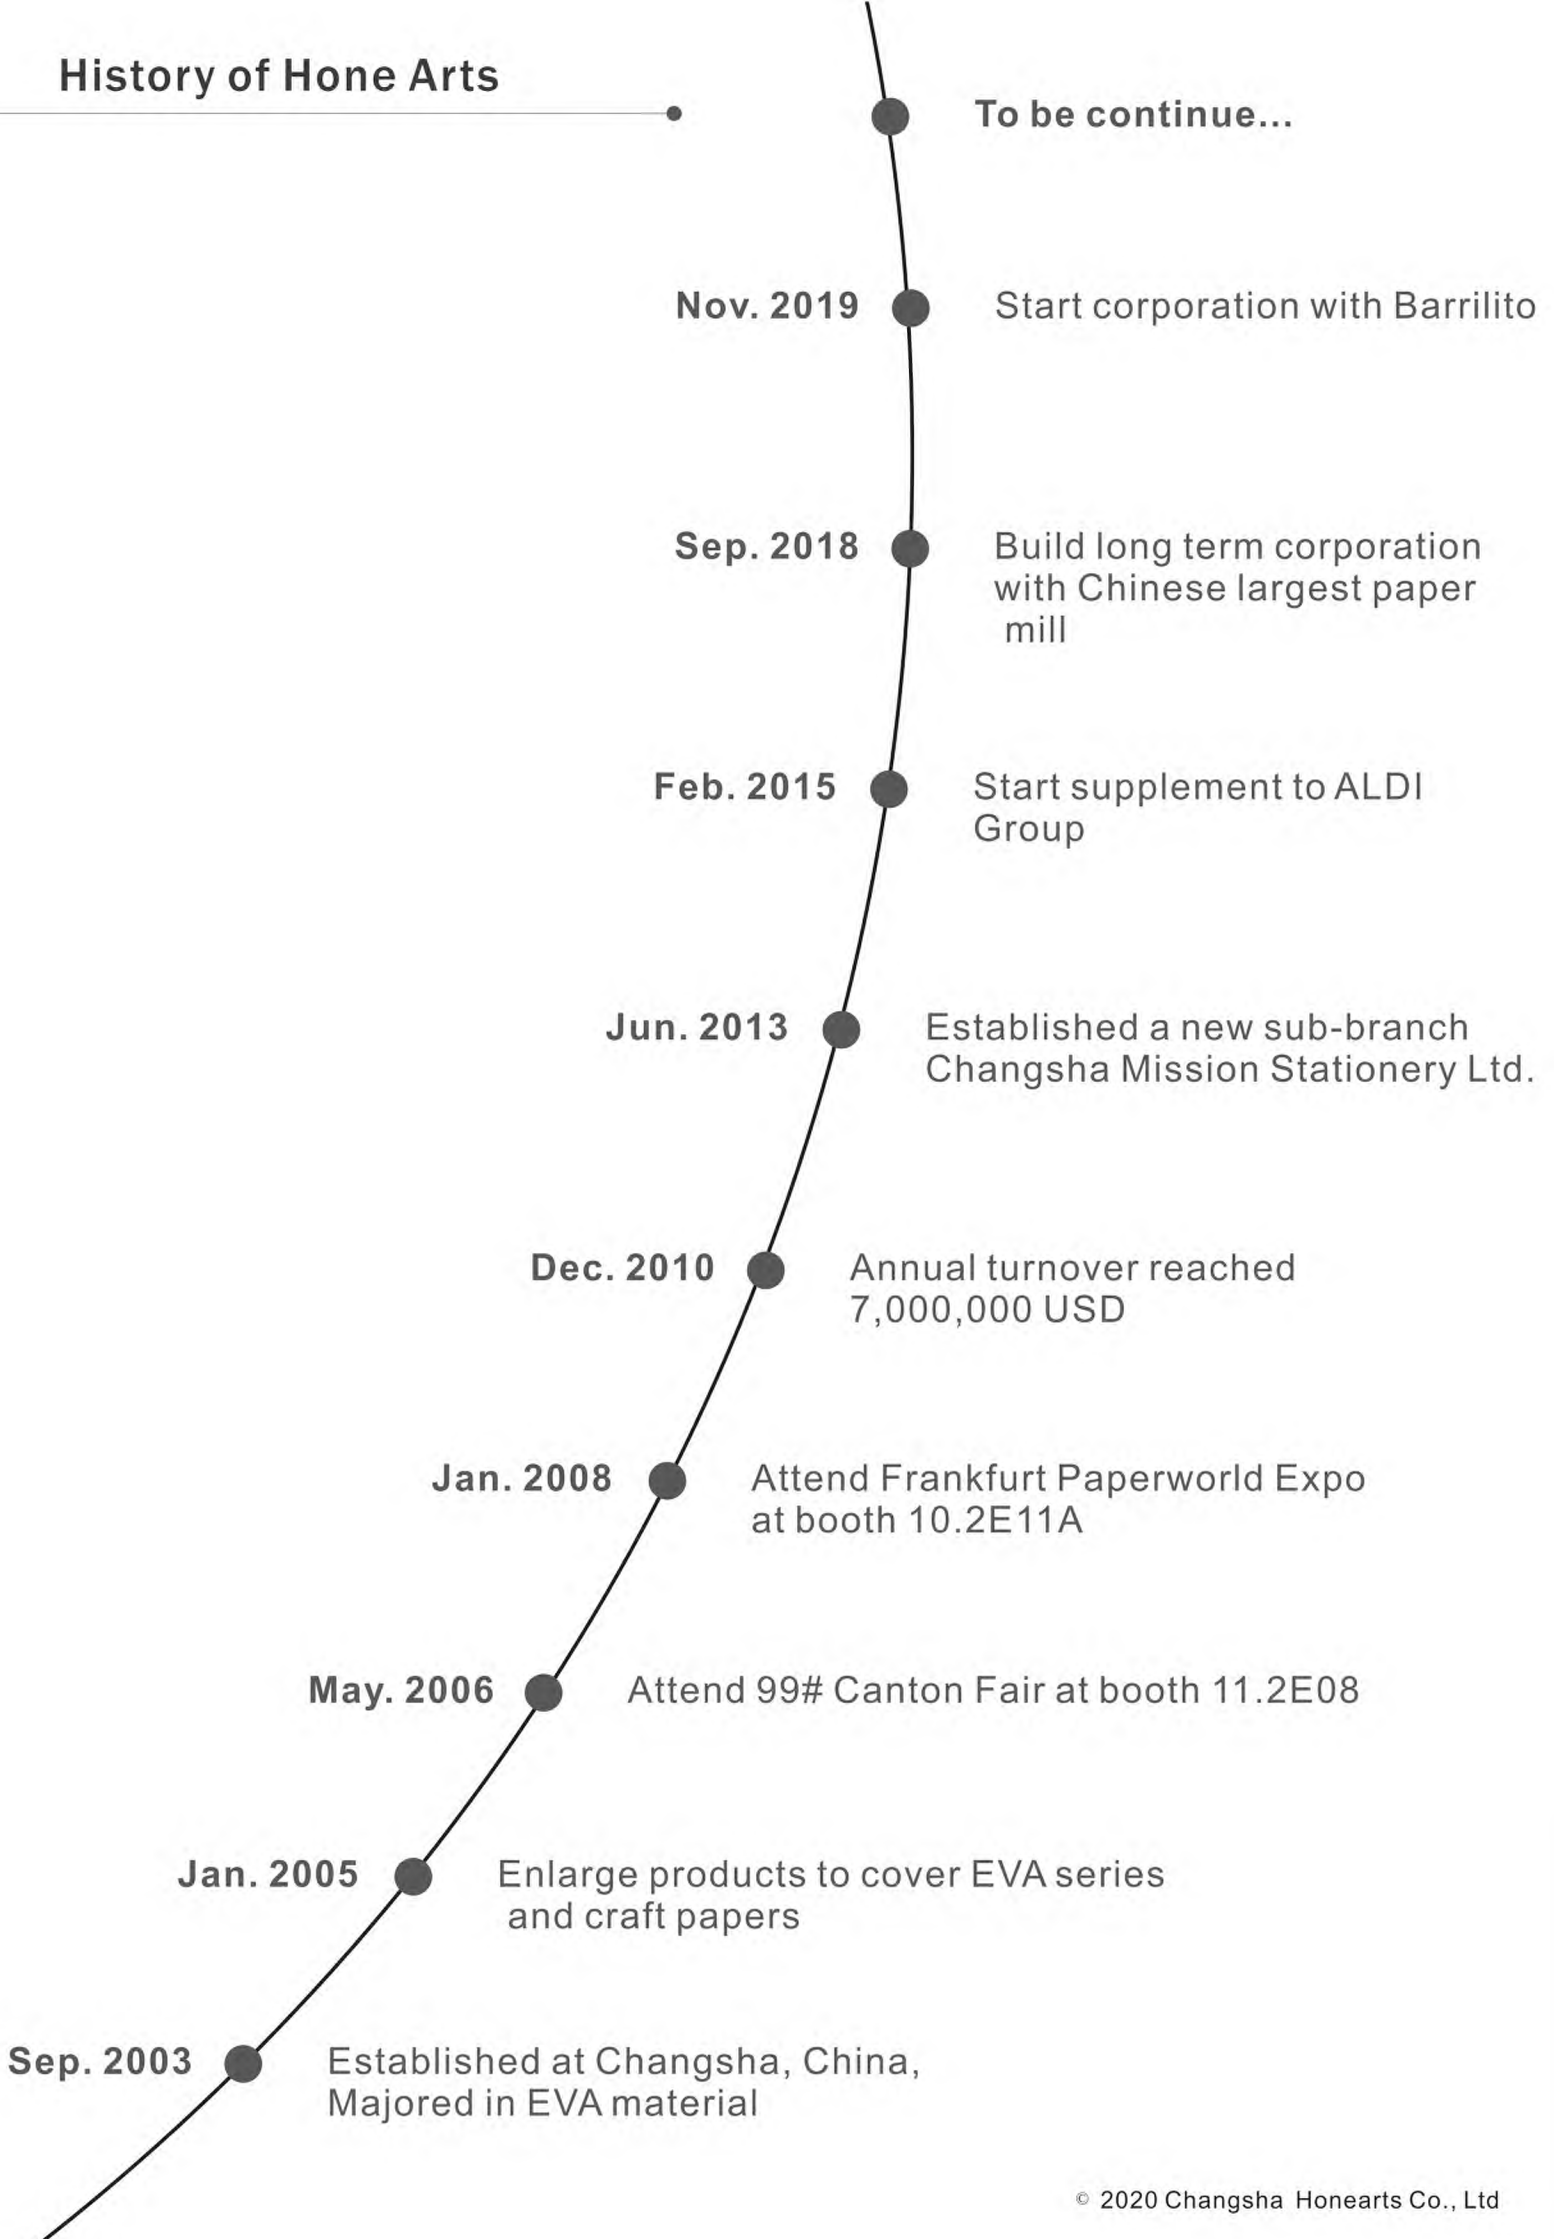 History of Hone Arts
To be continue...
Nov. 2019
Start corporation with Barrilito
Sep. 2018
Build long term corporation
with Chinese largest paper
mill
Feb. 2015
Start supplement to ALDI
Group
Jun. 2013
Established a new sub-branch
Changsha Mission Stationery Ltd.
Dec. 2010
Annual turnover reached
7,000,000 USD
Jan. 2008
Attend Frankfurt Paperworld Expo
at booth 10.2E11A
May. 2006
Attend 99# Canton Fair at booth 11.2E08
Jan. 2005
Enlarge products to cover EVA series
and craft papers
Sep. 2003
Established at Changsha, China,
Majored in EVA material
© 2020 Changsha Honearts Co., Ltd